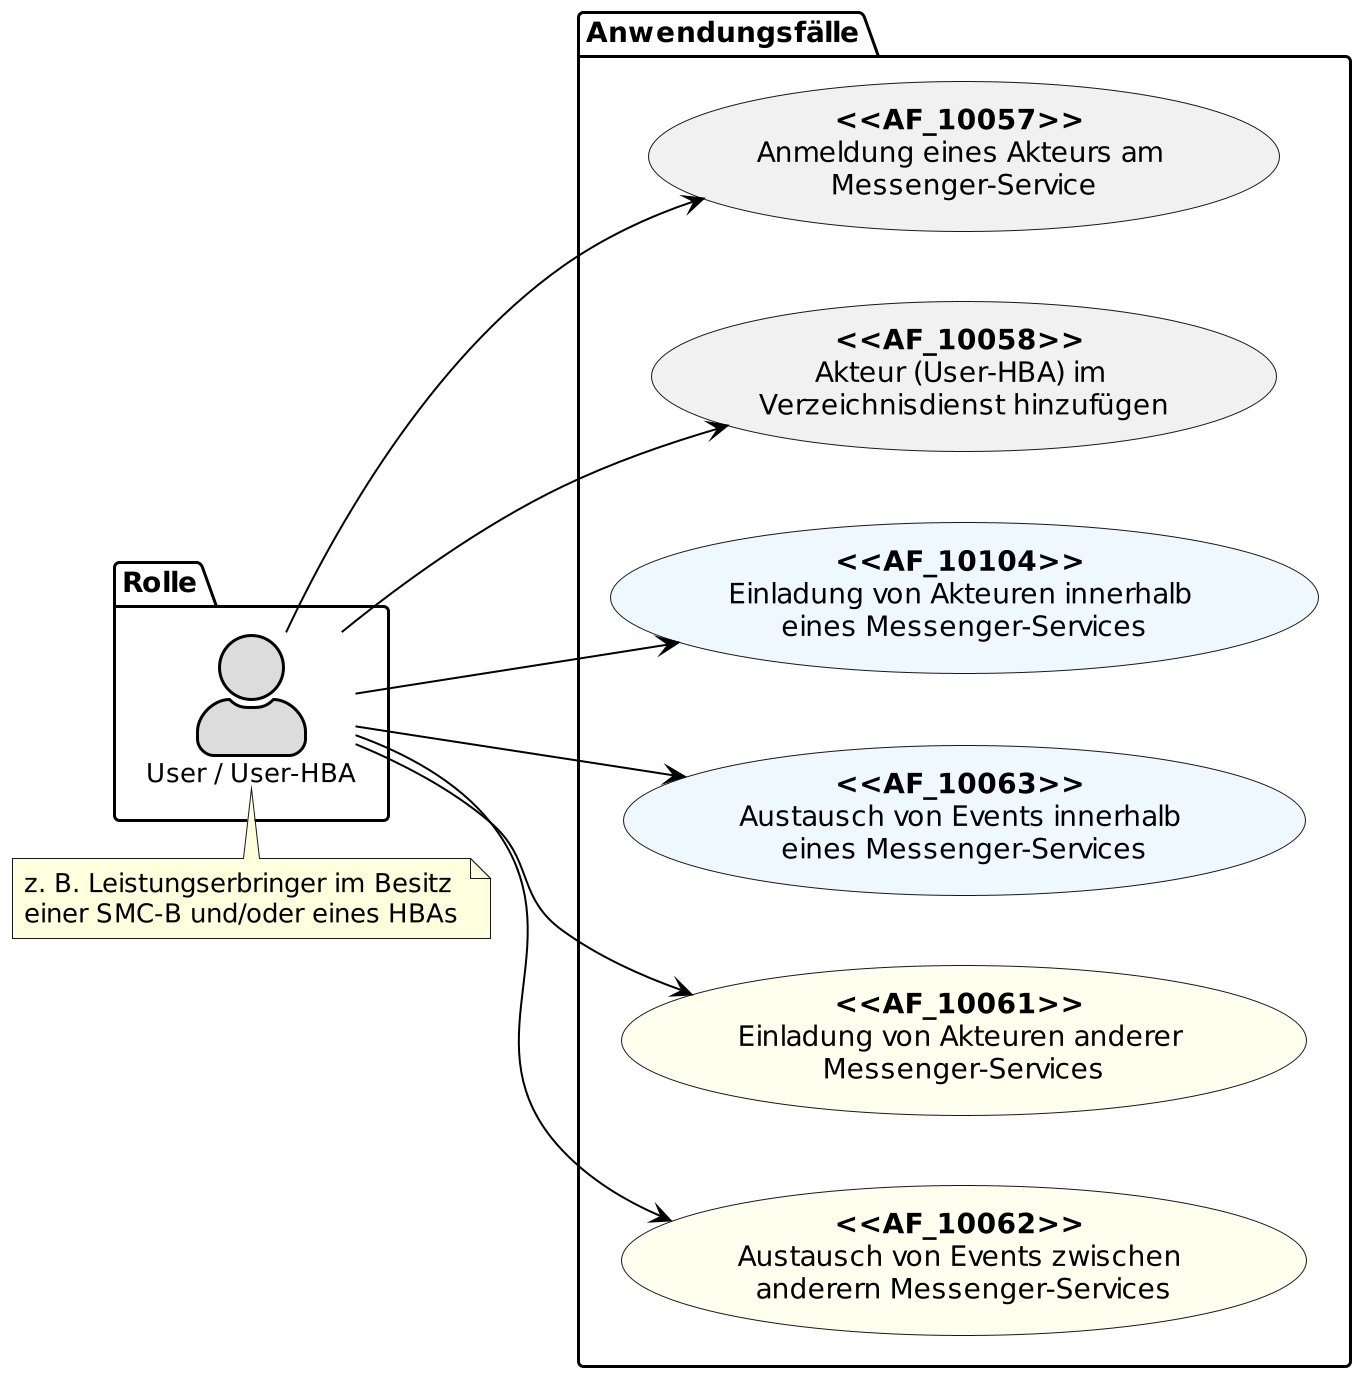 Anwendungsfälle
<<AF_10057>>
Anmeldung eines Akteurs am
Messenger-Service
<<AF_10058>>
Akteur (User-HBA) im
Verzeichnisdienst hinzufügen
<<AF_10104>>
Einladung von Akteuren innerhalb
eines Messenger-Services
Rolle
User / User-HBA
<<AF_10063>>
Austausch von Events innerhalb
eines Messenger-Services
z. B. Leistungserbringer im Besitz
einer SMC-B und/oder eines HBAs
<<AF_10061>>
Einladung von Akteuren anderer
Messenger-Services
<<AF_10062>>
Austausch von Events zwischen
anderern Messenger-Services